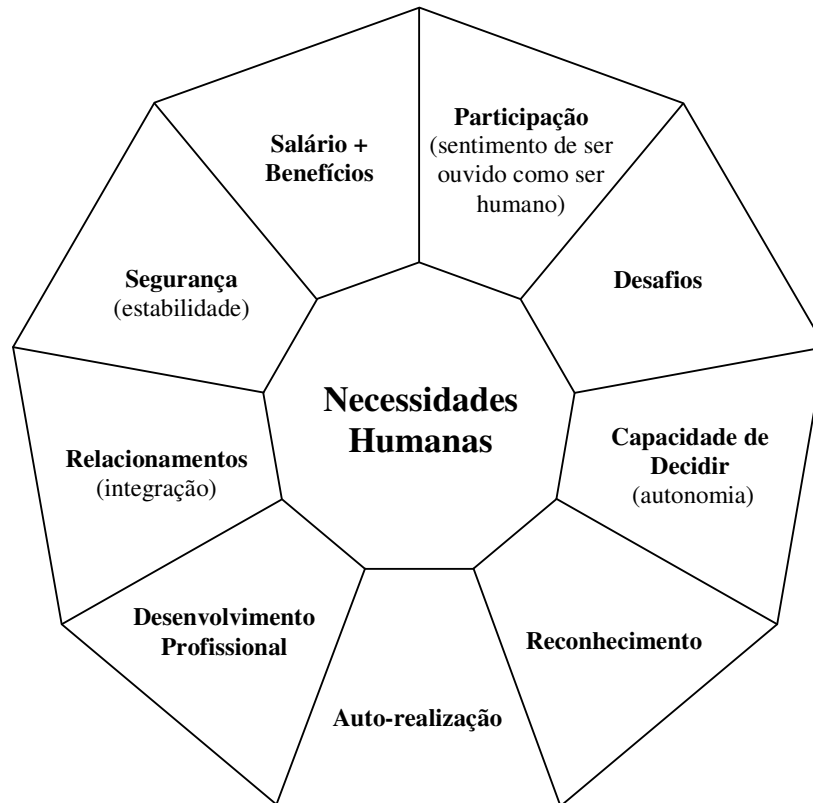 Participação
(sentimento de ser
ouvido como ser
humano)
Salário +
Benefícios
Segurança
(estabilidade)
Desafios
Necessidades
Humanas
Capacidade de
Decidir
(autonomia)
Relacionamentos
(integração)
Desenvolvimento
Profissional
Reconhecimento
Auto-realização